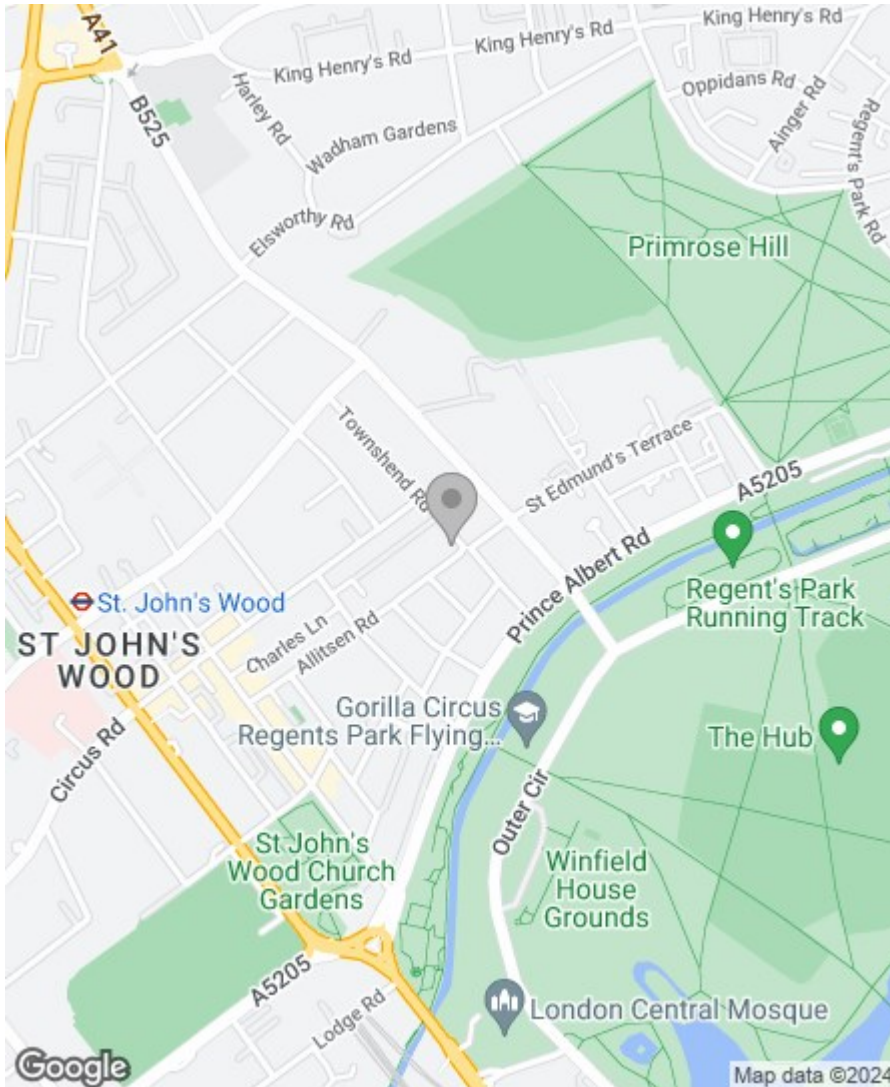 A41
King Henry's Rd
King Henry's Rd
King Henry's Rd
Harley Rd
Oppidans Rd
Ainger Rd
Regent's Park Rd
B525
Wadham Gardens
Elsworthy Rd
Primrose Hill
Townshend Rd
St Edmund's Terrace
A5205
Prince Albert Rd
Regent's Park
Running Track
St. John's Wood
ST JOHN'S
WOOD
Charles Ln
Allitsen Rd
Circus Rd
Gorilla Circus
Regents Park Flying...
The Hub
Outer Cir
St John's
Wood Church
Gardens
Winfield
House
Grounds
A5205
Lodge Rd
London Central Mosque
Google
Map data ©2024